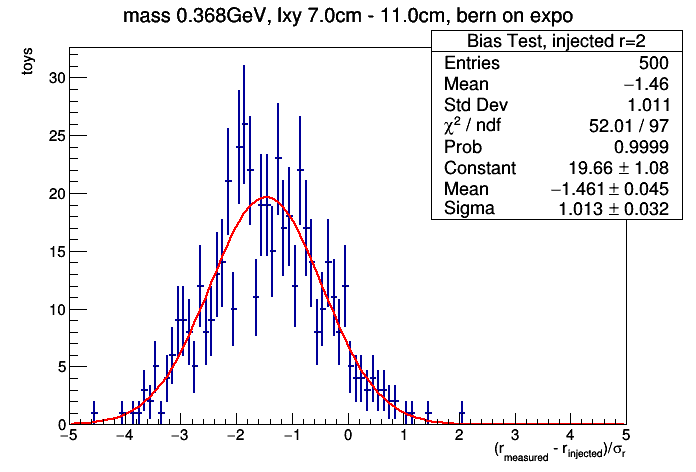 mass 0.368GeV, lxy 7.0cm - 11.0cm, bern on expo
Bias Test, injected r=2
Entries 500
Mean −1.46
Std Dev 1.011
χ² / ndf 52.01 / 97
Prob 0.9999
Constant 19.66 ± 1.08
Mean −1.461 ± 0.045
Sigma 1.013 ± 0.032
toys
30
25
20
15
10
5
0
−5 −4 −3 −2 −1 0 1 2 3 4 5
(r_measured - r_injected)/σ_r